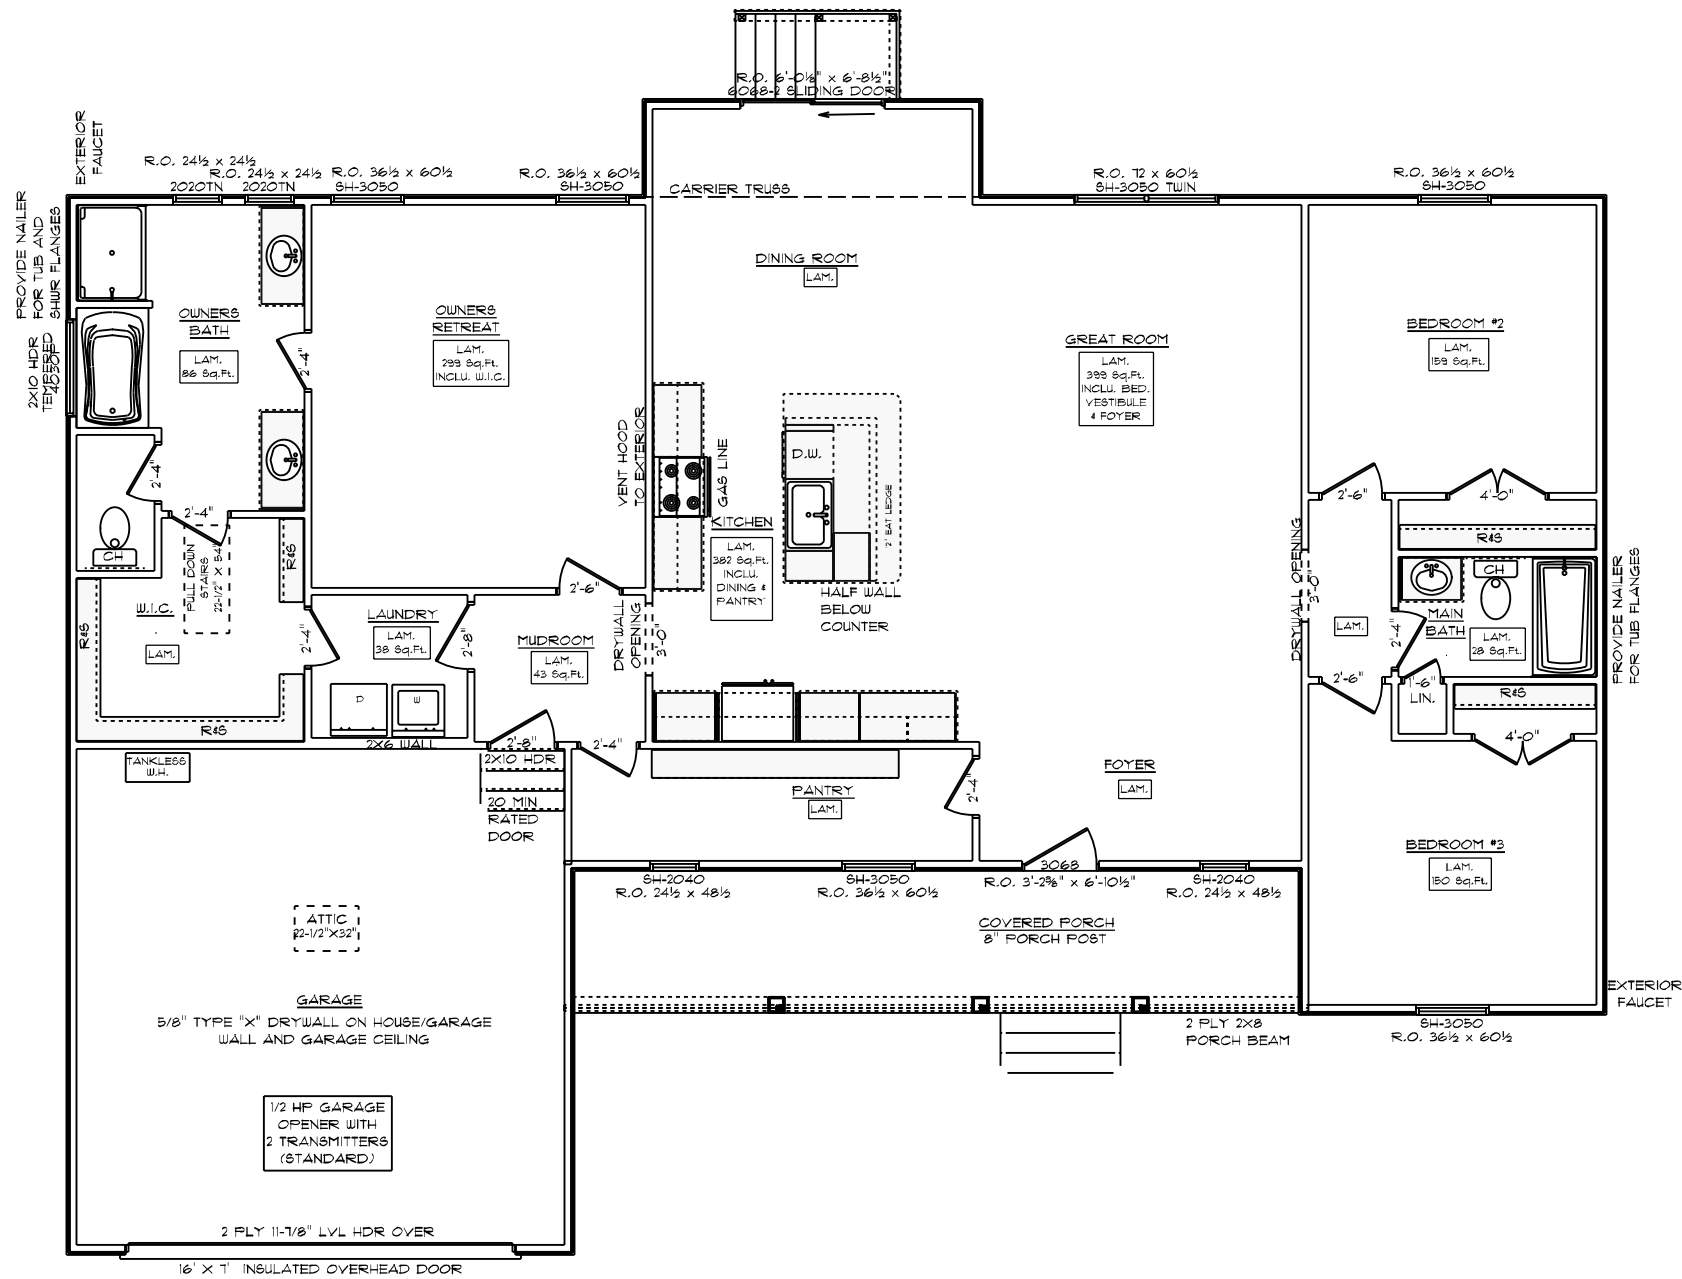 R.O. 6'-0½" x 6'-8½"
6068-2 SLIDING DOOR
EXTERIOR
FAUCET
R.O. 24½ x 24½
2020TN
R.O. 24½ x 24½
2020TN
R.O. 36½ x 60½
SH-3050
R.O. 36½ x 60½
SH-3050
CARRIER TRUSS
R.O. 72 x 60½
SH-3050 TWIN
R.O. 36½ x 60½
SH-3050
PROVIDE NAILER
FOR TUB AND
SHWR FLANGES
2X10 HDR
TEMPERED
4030P
OWNERS
BATH
LAM.
86 Sq.Ft.
2'-4"
OWNERS
RETREAT
LAM.
299 Sq.Ft.
INCLU. W.I.C.
DINING ROOM
LAM.
GREAT ROOM
LAM.
399 Sq.Ft.
INCLU. BED.
VESTIBULE
& FOYER
BEDROOM #2
LAM.
159 Sq.Ft.
2'-4"
2'-4"
CH
VENT HOOD
TO EXTERIOR
GAS LINE
D.W.
2' EAT LEDGE
KITCHEN
LAM.
382 Sq.Ft.
INCLU.
DINING &
PANTRY
HALF WALL
BELOW
COUNTER
2'-6"
4'-0"
R&S
PULL DOWN
STAIRS
22-1/2" X 54"
R&S
W.I.C.
LAM.
R&S
R&S
2'-4"
LAUNDRY
LAM.
38 Sq.Ft.
D
W
2X6 WALL
2'-8"
2'-6"
MUDROOM
LAM.
43 Sq.Ft.
DRYWALL
OPENING
3'-0"
DRYWALL OPENING
3'-0"
LAM.
2'-4"
MAIN
BATH
CH
LAM.
28 Sq.Ft.
PROVIDE NAILER
FOR TUB FLANGES
2'-6"
1'-6"
LIN.
R&S
4'-0"
TANKLESS
W.H.
2'-8"
2X10 HDR
20 MIN
RATED
DOOR
2'-4"
PANTRY
LAM.
2'-4"
FOYER
LAM.
BEDROOM #3
LAM.
150 Sq.Ft.
SH-2040
R.O. 24½ x 48½
SH-3050
R.O. 36½ x 60½
3068
R.O. 3'-2⅝" x 6'-10½"
SH-2040
R.O. 24½ x 48½
ATTIC
22-1/2"X32"
COVERED PORCH
8" PORCH POST
GARAGE
5/8" TYPE "X" DRYWALL ON HOUSE/GARAGE
WALL AND GARAGE CEILING
2 PLY 2X8
PORCH BEAM
SH-3050
R.O. 36½ x 60½
EXTERIOR
FAUCET
1/2 HP GARAGE
OPENER WITH
2 TRANSMITTERS
(STANDARD)
2 PLY 11-7/8" LVL HDR OVER
16' X 7' INSULATED OVERHEAD DOOR